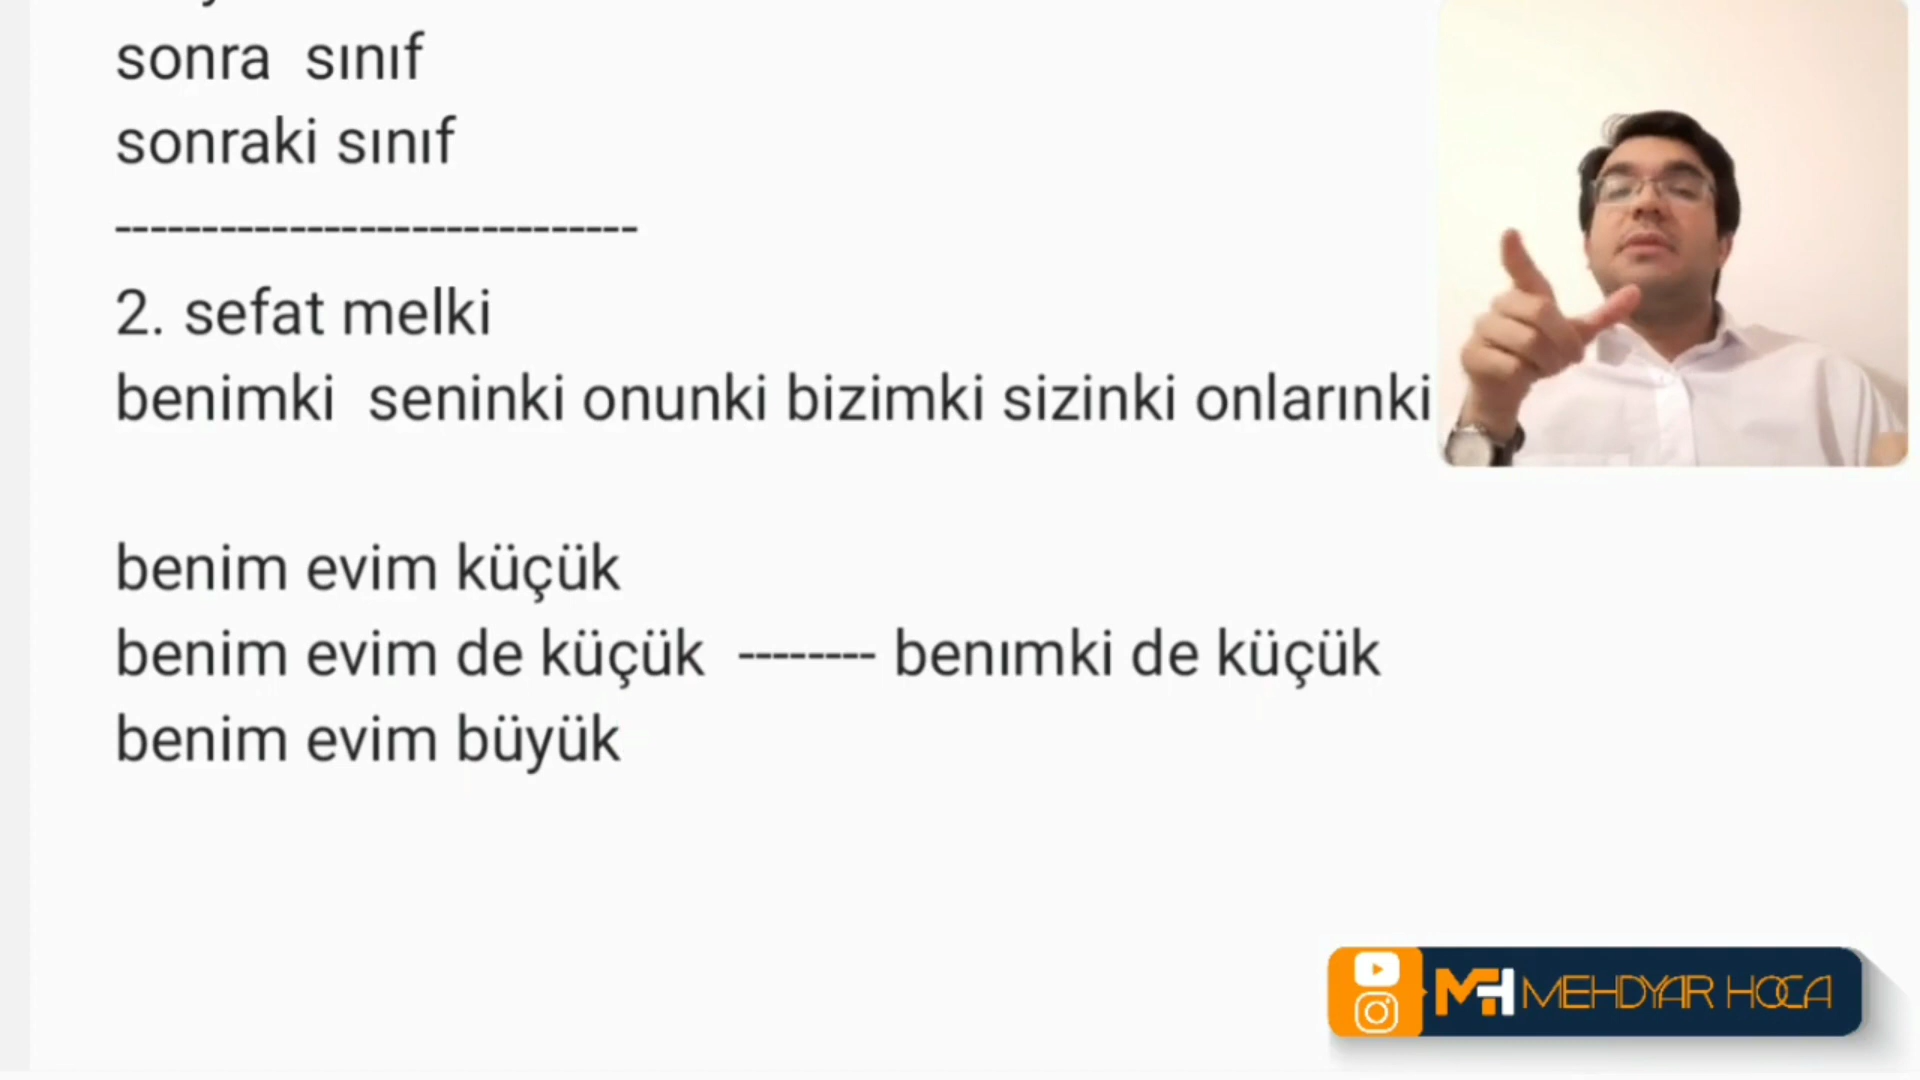 sonra sınıf
sonraki sınıf
------------------------------
2. sefat melki
benimki seninki onunki bizimki sizinki onlarınki
benim evim küçük
benim evim de küçük -------- benımki de küçük
benim evim büyük
MH MEHDYAR HOCA